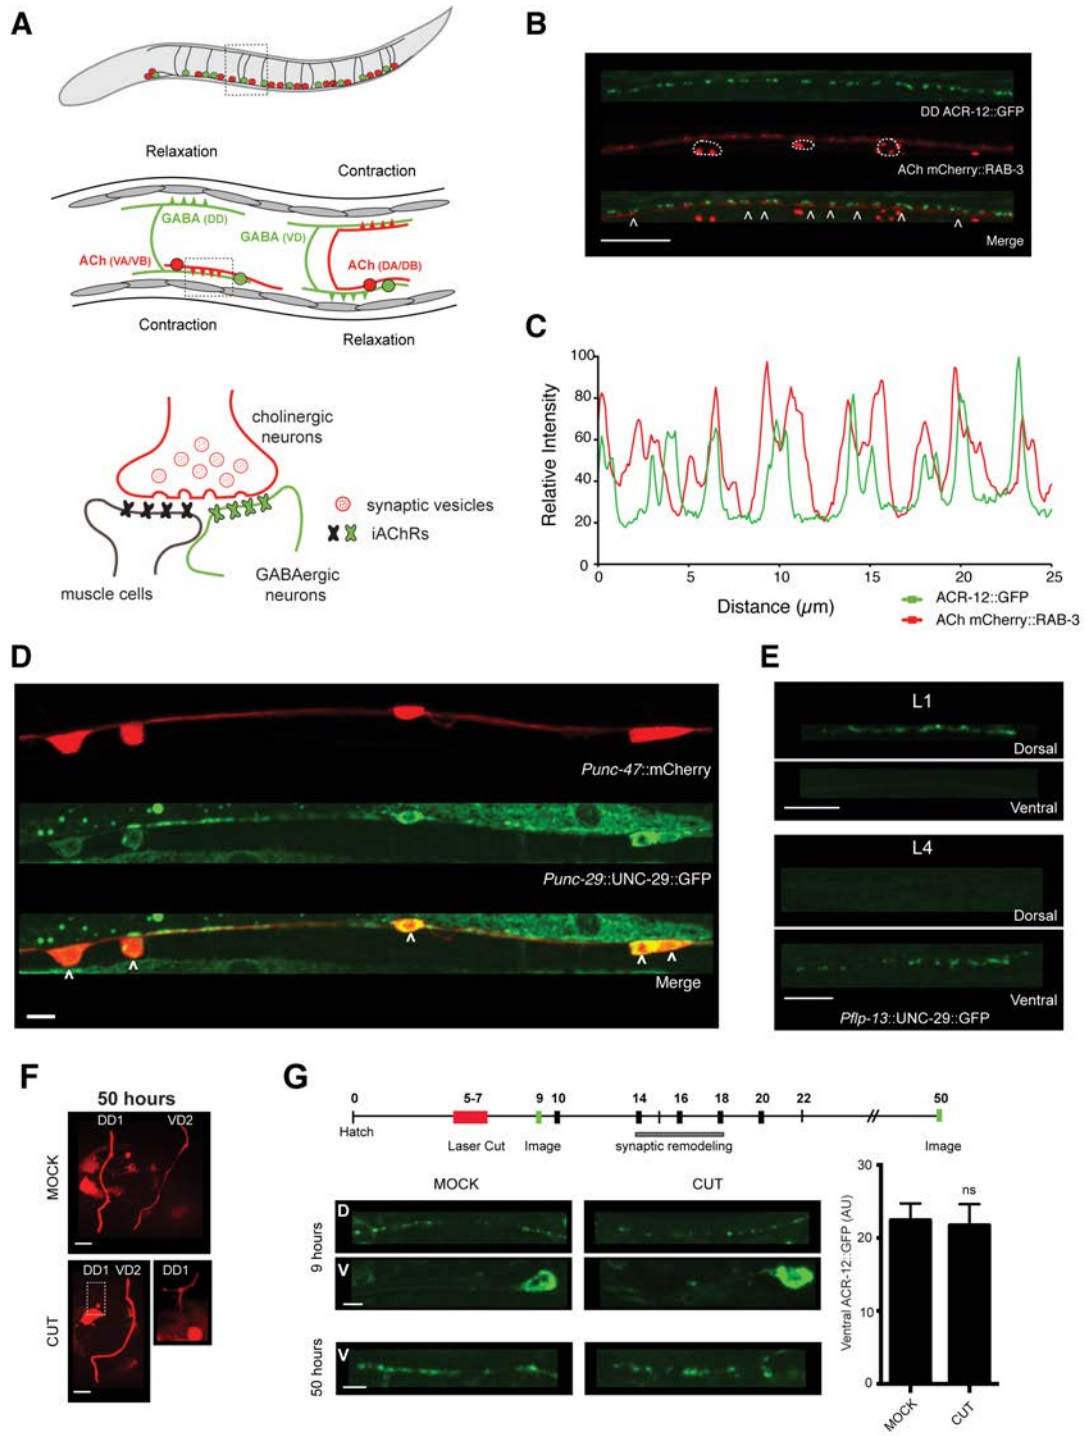 A
Relaxation
Contraction
GABA (DD)
GABA (VD)
ACh (VA/VB)
ACh (DA/DB)
Contraction
Relaxation
cholinergic
neurons
synaptic vesicles
iAChRs
muscle cells
GABAergic
neurons
B
DD ACR-12::GFP
ACh mCherry::RAB-3
Merge
C
Relative Intensity
100
60
40
20
0
0 5 10 15 20 25
Distance (µm)
ACR-12::GFP
ACh mCherry::RAB-3
D
Punc-47::mCherry
Punc-29::UNC-29::GFP
Merge
E
L1
Dorsal
Ventral
L4
Dorsal
Ventral
Pflp-13::UNC-29::GFP
F
50 hours
DD1 VD2
MOCK
DD1 VD2 DD1
CUT
G
0 5-7 9 10 14 16 18 20 22 50
Hatch
Laser Cut
Image
synaptic remodeling
Image
MOCK CUT
9 hours
D
V
50 hours
V
Ventral ACR-12::GFP (AU)
30
20
10
0
ns
MOCK
CUT